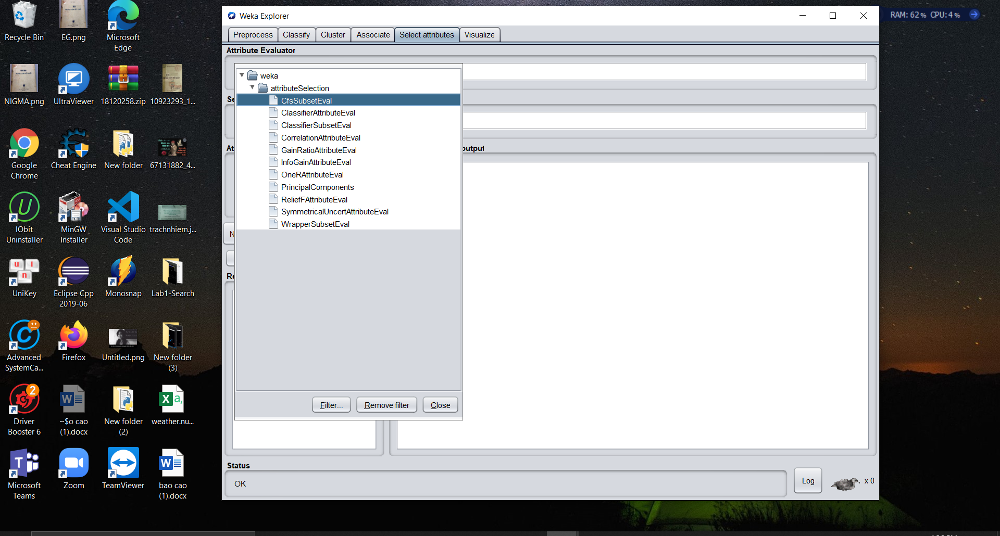 Recycle Bin
EG.png
Microsoft
Edge
NIGMA.png
UltraViewer
18120258.zip
10923293_1...
Google
Chrome
Cheat Engine
New folder
67131882_4...
IObit
Uninstaller
MinGW
Installer
Visual Studio
Code
trachnhiem.j...
UniKey
Eclipse Cpp
2019-06
Monosnap
Lab1-Search
Advanced
SystemCa...
Firefox
Untitled.png
New folder
(3)
2
Driver
Booster 6
~$o cao
(1).docx
New folder
(2)
weather.nu...
Microsoft
Teams
Zoom
TeamViewer
bao cao
(1).docx
Weka Explorer
Preprocess
Classify
Cluster
Associate
Select attributes
Visualize
Attribute Evaluator
weka
attributeSelection
CfsSubsetEval
ClassifierAttributeEval
ClassifierSubsetEval
CorrelationAttributeEval
GainRatioAttributeEval
InfoGainAttributeEval
OneRAttributeEval
PrincipalComponents
ReliefFAttributeEval
SymmetricalUncertAttributeEval
WrapperSubsetEval
Se
At
output
N
Re
Filter...
Remove filter
Close
Status
OK
Log
x 0
RAM: 62% CPU: 4%